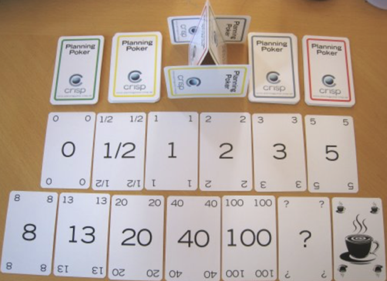 Planning
Poker
crisp
Planning
Poker
crisp
Planning
Poker
crisp
Planning
Poker
crisp
Planning
Poker
crisp
0 0
0
0 0
1/2 1/2
1/2
1/2 1/2
1 1
1
1 1
2 2
2
2 2
3 3
3
3 3
5 5
5
5 5
8 8
8
8 8
13 13
13
13 13
20 20
20
20 20
40 40
40
40 40
100 100
100
100 100
? ?
?
? ?